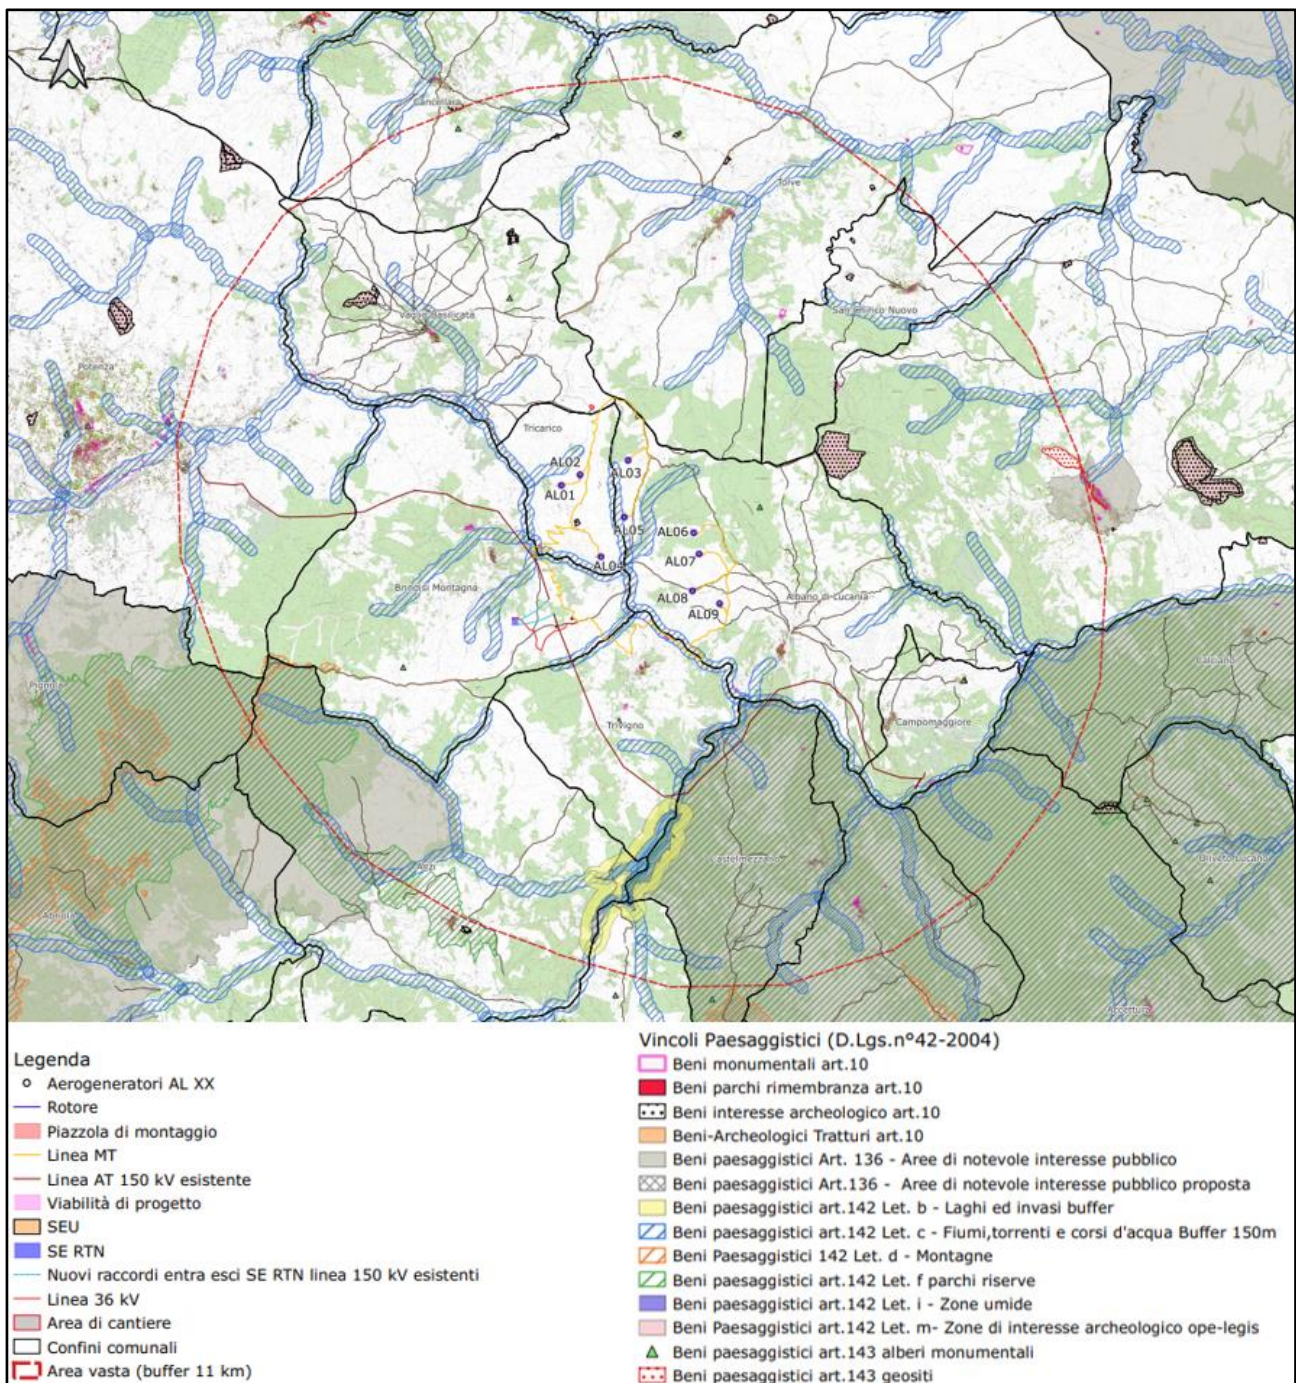 Cancellara
Tolve
Vaglio Basilicata
San Chirico Nuovo
Potenza
Tricarico
AL02
AL03
AL01
AL05
AL06
AL04
AL07
Brindisi Montagna
AL08
Albano di Lucania
AL09
Calciano
Pignola
Trivigno
Campomaggiore
Castelmezzano
Anzi
Oliveto Lucano
Abriola
Accettura
Legenda
Aerogeneratori AL XX
Rotore
Piazzola di montaggio
Linea MT
Linea AT 150 kV esistente
Viabilità di progetto
SEU
SE RTN
Nuovi raccordi entra esci SE RTN linea 150 kV esistenti
Linea 36 kV
Area di cantiere
Confini comunali
Area vasta (buffer 11 km)
Vincoli Paesaggistici (D.Lgs.nº42-2004)
Beni monumentali art.10
Beni parchi rimembranza art.10
Beni interesse archeologico art.10
Beni-Archeologici Tratturi art.10
Beni paesaggistici Art. 136 - Aree di notevole interesse pubblico
Beni paesaggistici Art.136 - Aree di notevole interesse pubblico proposta
Beni paesaggistici art.142 Let. b - Laghi ed invasi buffer
Beni paesaggistici art.142 Let. c - Fiumi,torrenti e corsi d'acqua Buffer 150m
Beni Paesaggistici 142 Let. d - Montagne
Beni paesaggistici art.142 Let. f parchi riserve
Beni paesaggistici art.142 Let. i - Zone umide
Beni Paesaggistici art.142 Let. m- Zone di interesse archeologico ope-legis
Beni paesaggistici art.143 alberi monumentali
Beni paesaggistici art.143 geositi